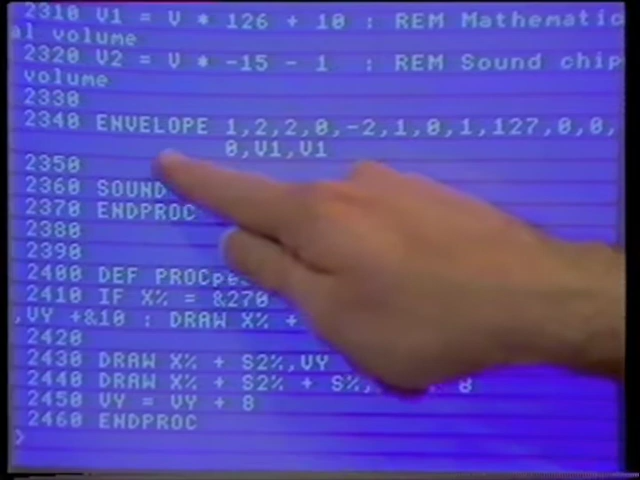 2310 V1 = V * 126 + 10 : REM Mathematic
al volume
2320 V2 = V * -15 - 1 : REM Sound chip
volume
2330
2340 ENVELOPE 1,2,2,0,-2,1,0,1,127,0,0,
0,V1,V1
2350
2360 SOUND
2370 ENDPROC
2380
2390
2400 DEF
2410 IF X% = &270
,VY +&10 : DRAW X% +
2420
2430 DRAW X% + S2%,VY
2440 DRAW X% + S2% + S%, 8
2450 VY = VY + 8
2460 ENDPROC
>